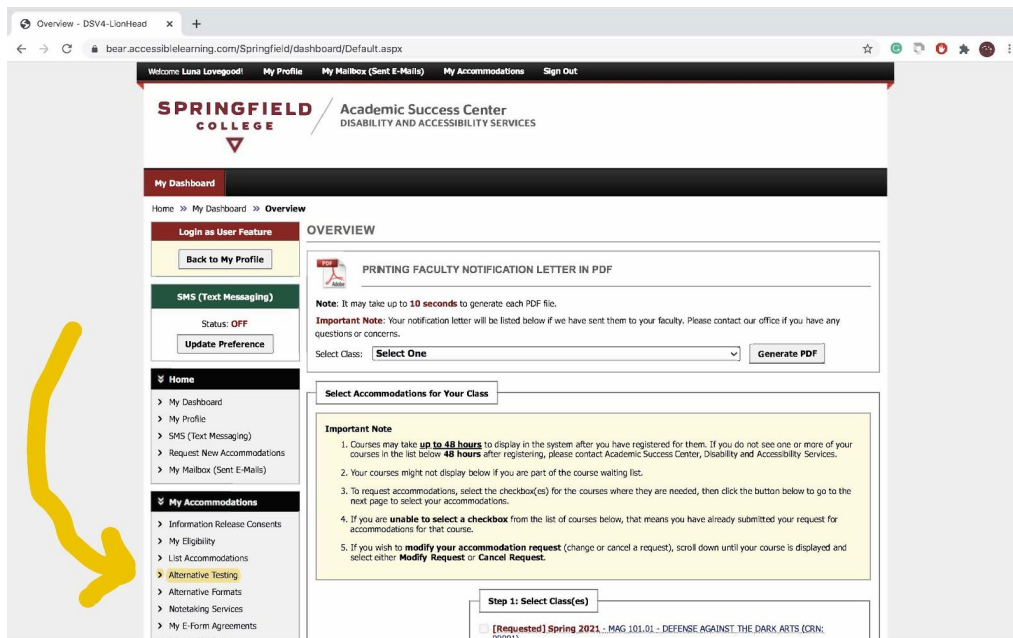 Overview - DSV4-LionHead
bear.accessiblelearning.com/Springfield/dashboard/Default.aspx
Welcome Luna Lovegood! My Profile My Mailbox (Sent E-Mails) My Accommodations Sign Out
SPRINGFIELD
COLLEGE
Academic Success Center
DISABILITY AND ACCESSIBILITY SERVICES
My Dashboard
Home » My Dashboard » Overview
Login as User Feature
Back to My Profile
SMS (Text Messaging)
Status: OFF
Update Preference
Home
My Dashboard
My Profile
SMS (Text Messaging)
Request New Accommodations
My Mailbox (Sent E-Mails)
My Accommodations
Information Release Consents
My Eligibility
List Accommodations
Alternative Testing
Alternative Formats
Notetaking Services
My E-Form Agreements
OVERVIEW
PDF
Adobe
PRINTING FACULTY NOTIFICATION LETTER IN PDF
Note: It may take up to 10 seconds to generate each PDF file.
Important Note: Your notification letter will be listed below if we have sent them to your faculty. Please contact our office if you have any
questions or concerns.
Select Class: Select One Generate PDF
Select Accommodations for Your Class
Important Note
1. Courses may take up to 48 hours to display in the system after you have registered for them. If you do not see one or more of your
courses in the list below 48 hours after registering, please contact Academic Success Center, Disability and Accessibility Services.
2. Your courses might not display below if you are part of the course waiting list.
3. To request accommodations, select the checkbox(es) for the courses where they are needed, then click the button below to go to the
next page to select your accommodations.
4. If you are unable to select a checkbox from the list of courses below, that means you have already submitted your request for
accommodations for that course.
5. If you wish to modify your accommodation request (change or cancel a request), scroll down until your course is displayed and
select either Modify Request or Cancel Request.
Step 1: Select Class(es)
[Requested] Spring 2021 - MAG 101.01 - DEFENSE AGAINST THE DARK ARTS (CRN: